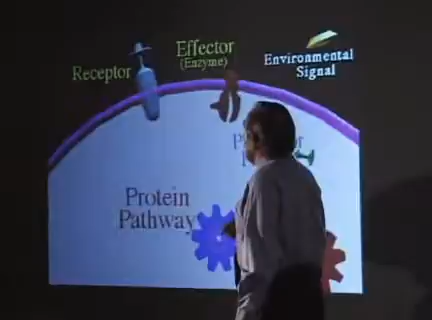 Effector
(Enzyme)
Environmental
Signal
Receptor
Protein
Pathway